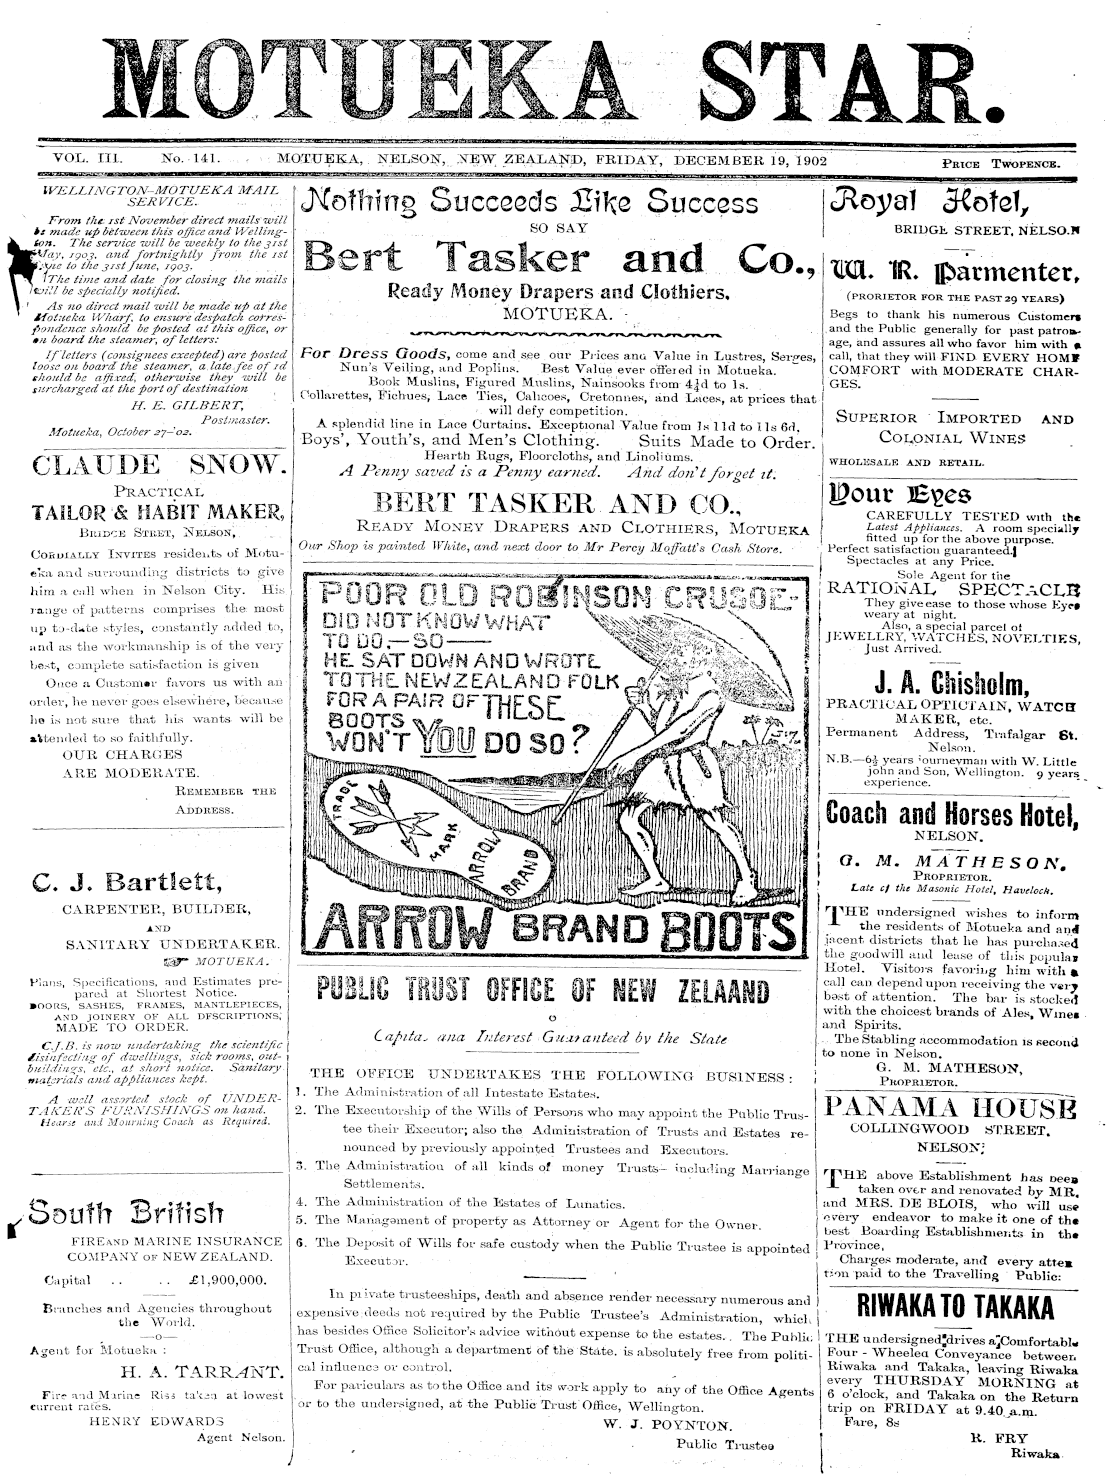 MOTUEKA STAR.
VOL. III. No. 141. MOTUEKA, NELSON, NEW ZEALAND, FRIDAY, DECEMBER 19, 1902 PRICE TWOPENCE.
WELLINGTON-MOTUEKA MAIL
SERVICE.
From the 1st November direct mails will
be made up between this office and Welling-
ton. The service will be weekly to the 31st
May, 1903, and fortnightly from the 1st
June to the 31st June, 1903.
The time and date for closing the mails
will be specially notified.
As no direct mail will be made up at the
Motueka Wharf, to ensure despatch corres-
pondence should be posted at this office, or
on board the steamer, of letters:
If letters (consignees excepted) are posted
loose on board the steamer, a late fee of 1d
should be affixed, otherwise they will be
surcharged at the port of destination
H. E. GILBERT,
Postmaster.
Motueka, October 27-'02.
CLAUDE SNOW.
PRACTICAL
TAILOR & HABIT MAKER,
BRIDGE STRET, NELSON,
CORDIALLY INVITES residents of Motu-
eka and surrounding districts to give
him a call when in Nelson City. His
range of patterns comprises the most
up to-date styles, constantly added to,
and as the workmanship is of the very
best, complete satisfaction is given
Once a Customer favors us with an
order, he never goes elsewhere, because
he is not sure that his wants will be
attended to so faithfully.
OUR CHARGES
ARE MODERATE.
REMEMBER THE
ADDRESS.
C. J. Bartlett,
CARPENTER, BUILDER,
AND
SANITARY UNDERTAKER.
☞ MOTUEKA.
Plans, Specifications, and Estimates pre-
pared at Shortest Notice.
DOORS, SASHES, FRAMES, MANTLEPIECES,
AND JOINERY OF ALL DFSCRIPTIONS,
MADE TO ORDER.
C.J.B. is now undertaking the scientific
disinfecting of dwellings, sick rooms, out-
buildings, etc., at short notice. Sanitary
materials and appliances kept.
A well assorted stock of UNDER-
TAKER'S FURNISHINGS on hand.
Hearse and Mourning Coach as Required.
South British
FIREAND MARINE INSURANCE
COMPANY OF NEW ZEALAND.
Capital .. .. £1,900,000.
Branches and Agencies throughout
the World.
—o—
Agent for Motueka :
H. A. TARRANT.
Fire and Marine Riss taken at lowest
current rates.
HENRY EDWARDS
Agent Nelson.
Nothing Succeeds Like Success
SO SAY
Bert Tasker and Co.,
Ready Money Drapers and Clothiers.
MOTUEKA.
For Dress Goods, come and see our Prices ana Value in Lustres, Serges,
Nun's Veiling, and Poplins. Best Value ever offered in Motueka.
Book Muslins, Figured Muslins, Nainsooks from 4½d to 1s.
Collarettes, Fichues, Lace Ties, Calicoes, Cretonnes, and Laces, at prices that
will defy competition.
A splendid line in Lace Curtains. Exceptional Value from 1s 11d to 11s 6d.
Boys', Youth's, and Men's Clothing. Suits Made to Order.
Hearth Rugs, Floorcloths, and Linoliums.
A Penny saved is a Penny earned. And don't forget it.
BERT TASKER AND CO.,
READY MONEY DRAPERS AND CLOTHIERS, MOTUEKA
Our Shop is painted White, and next door to Mr Percy Moffatt's Cash Store.
POOR OLD ROBINSON CRUSOE-
DID NOT KNOW WHAT
TO DO.—SO—
HE SAT DOWN AND WROTE
TO THE NEW ZEALAND FOLK
FOR A PAIR OF THESE
BOOTS
WON'T YOU DO SO?
TRADE
MARK
ARROW
BRAND
ARROW BRAND BOOTS
PUBLIC TRUST OFFICE OF NEW ZELAAND
o
Capita. ana Interest Guaranteed by the State
THE OFFICE UNDERTAKES THE FOLLOWING BUSINESS:
1. The Administration of all Intestate Estates.
2. The Executorship of the Wills of Persons who may appoint the Public Trus-
tee their Executor; also the Administration of Trusts and Estates re-
nounced by previously appointed Trustees and Executors.
3. The Administration of all kinds of money Trusts— including Marriange
Settlements.
4. The Administration of the Estates of Lunatics.
5. The Management of property as Attorney or Agent for the Owner.
6. The Deposit of Wills for safe custody when the Public Trustee is appointed
Executor.
In private trusteeships, death and absence render necessary numerous and
expensive deeds not required by the Public Trustee's Administration, which
has besides Office Solicitor's advice without expense to the estates. . The Public
Trust Office, although a department of the State. is absolutely free from politi-
cal influence or control.
For pariculars as to the Office and its work apply to any of the Office Agents
or to the undersigned, at the Public Trust Office, Wellington.
W. J. POYNTON.
Public Trustee
Royal Hotel,
BRIDGE STREET, NELSON
W. R. Parmenter,
(PRORIETOR FOR THE PAST 29 YEARS)
Begs to thank his numerous Customers
and the Public generally for past patron-
age, and assures all who favor him with a
call, that they will FIND EVERY HOME
COMFORT with MODERATE CHAR-
GES.
SUPERIOR IMPORTED AND
COLONIAL WINES
WHOLESALE AND RETAIL.
Your Eyes
CAREFULLY TESTED with the
Latest Appliances. A room specially
fitted up for the above purpose.
Perfect satisfaction guaranteed.
Spectacles at any Price.
Sole Agent for the
RATIONAL SPECTACLE
They give ease to those whose Eyes
weary at night.
Also, a special parcel of
JEWELLRY, WATCHES, NOVELTIES,
Just Arrived.
J. A. Chisholm,
PRACTICAL OPTICTAIN, WATCH
MAKER, etc.
Permanent Address, Trafalgar St.
Nelson.
N.B.—6½ years journeyman with W. Little
john and Son, Wellington. 9 years
experience.
Coach and Horses Hotel,
NELSON.
G. M. MATHESON.
PROPRIETOR.
Late of the Masonic Hotel, Havelock.
THE undersigned wishes to inform
the residents of Motueka and and
jacent districts that he has purchased
the goodwill and lease of this popular
Hotel. Visitors favoring him with a
call can depend upon receiving the very
best of attention. The bar is stocked
with the choicest brands of Ales, Wines
and Spirits.
The Stabling accommodation is second
to none in Nelson.
G. M. MATHESON,
PROPRIETOR.
PANAMA HOUSE
COLLINGWOOD STREET.
NELSON;
THE above Establishment has been
taken over and renovated by MR.
and MRS. DE BLOIS, who will use
every endeavor to make it one of the
best Boarding Establishments in the
Province,
Charges moderate, and every atten
tion paid to the Travelling Public:
RIWAKA TO TAKAKA
THE undersigned drives a Comfortable
Four - Wheeled Conveyance between
Riwaka and Takaka, leaving Riwaka
every THURSDAY MORNING at
6 o'clock, and Takaka on the Return
trip on FRIDAY at 9.40 a.m.
Fare, 8s
R. FRY
Riwaka